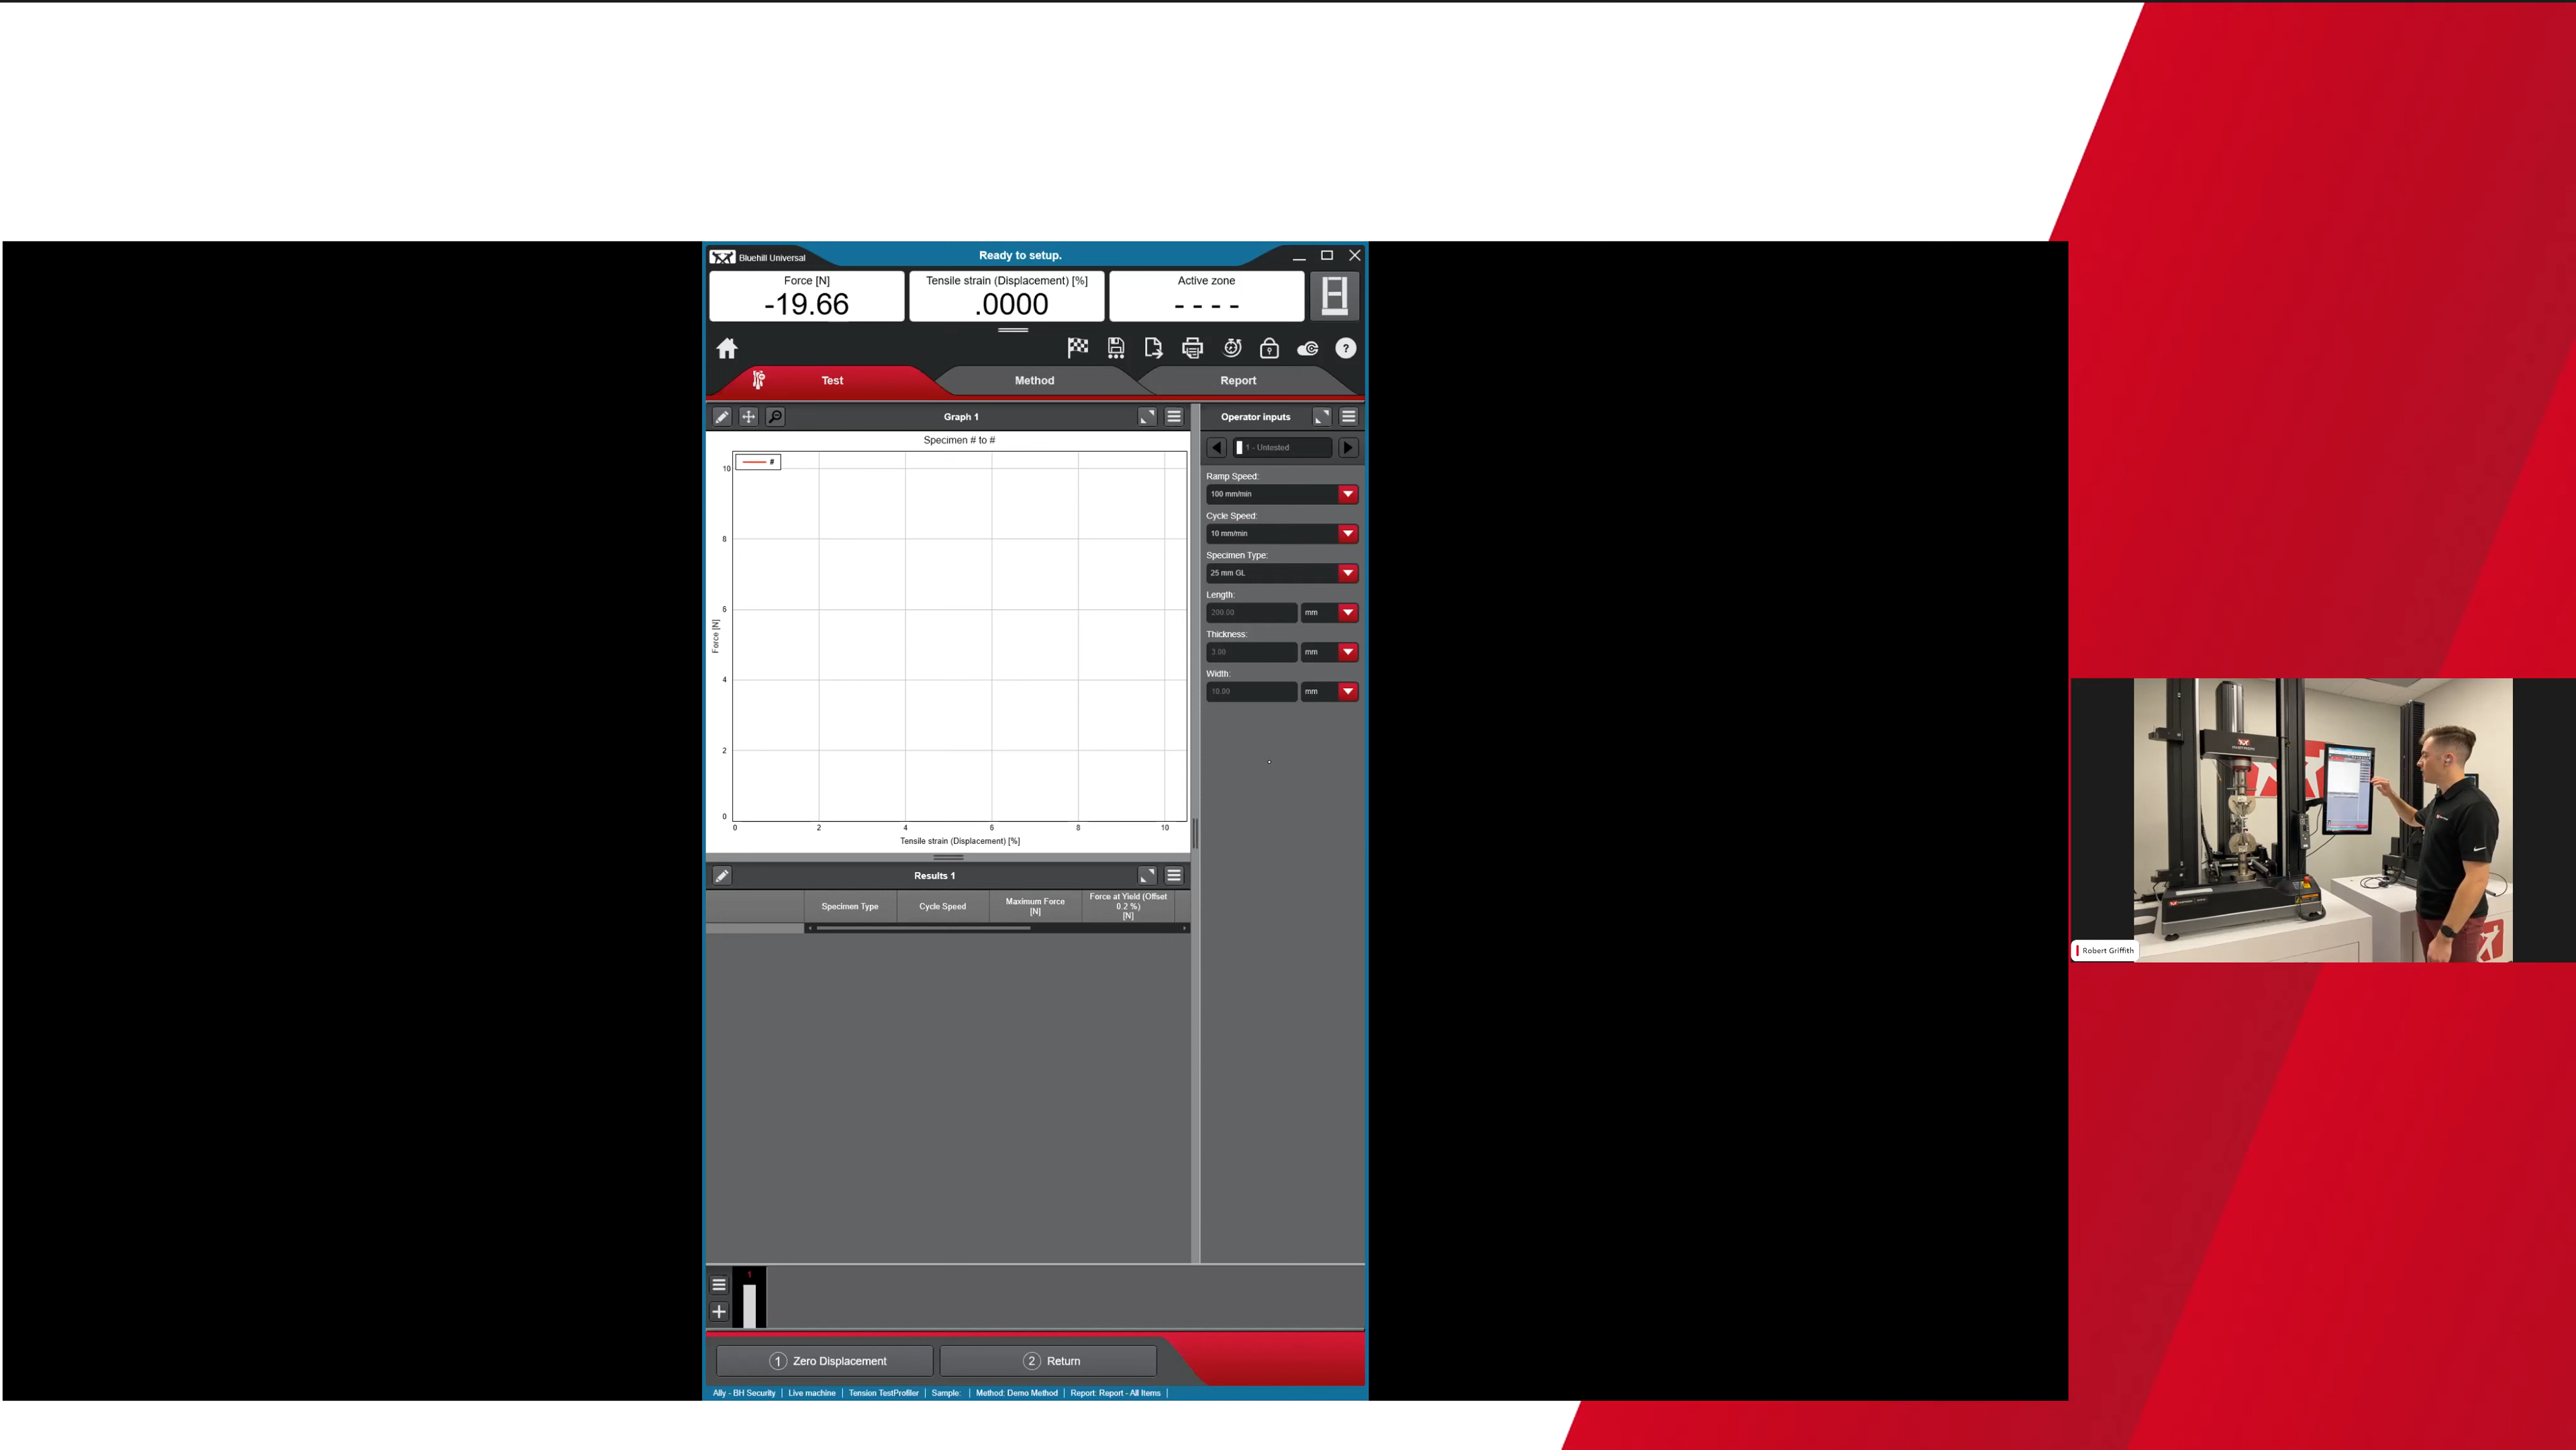 Bluehill Universal
Ready to setup.
Force [N]
-19.66
Tensile strain (Displacement) [%]
.0000
Active zone
- - - -
?
Test
Method
Report
Graph 1
Operator inputs
Specimen # to #
#
10
8
6
4
2
0
Force [N]
0 2 4 6 8 10
Tensile strain (Displacement) [%]
1 - Untested
Ramp Speed:
100 mm/min
Cycle Speed:
10 mm/min
Specimen Type:
25 mm GL
Length:
200.00 mm
Thickness:
3.00 mm
Width:
10.00 mm
Results 1
Specimen Type
Cycle Speed
Maximum Force
[N]
Force at Yield (Offset
0.2 %)
[N]
1
1 Zero Displacement
2 Return
Ally - BH Security | Live machine | Tension TestProfiler | Sample: | Method: Demo Method | Report: Report - All Items |
Robert Griffith